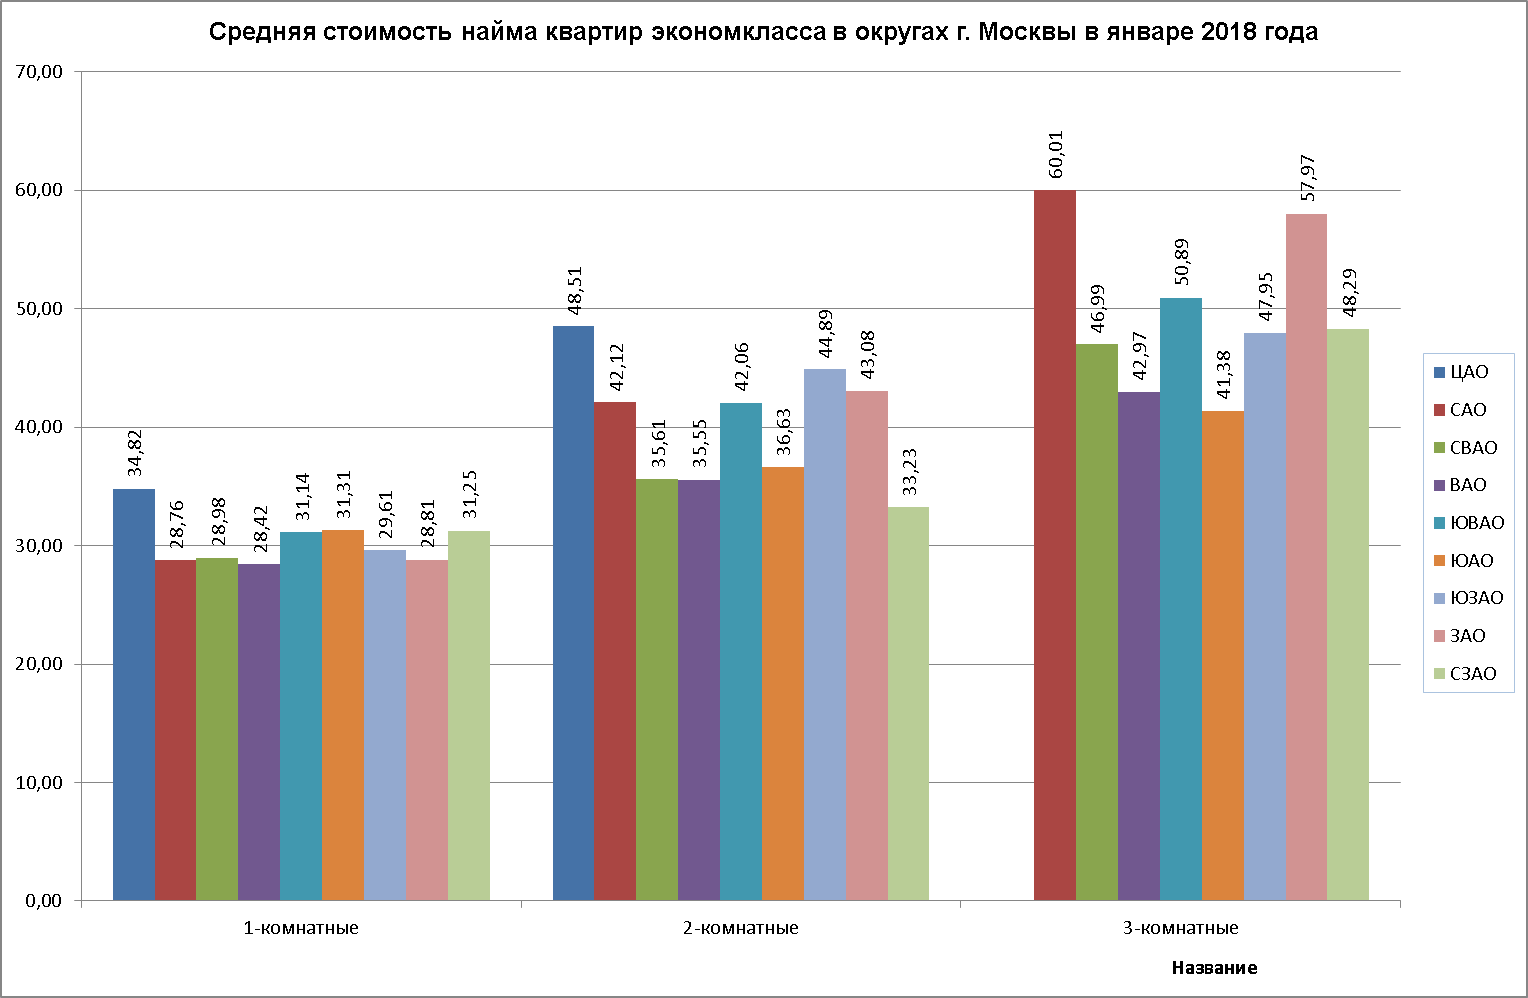 Средняя стоимость найма квартир экономкласса в округах г. Москвы в январе 2018 года
70,00
60,00
50,00
40,00
30,00
20,00
10,00
0,00
34,82
28,76
28,98
28,42
31,14
31,31
29,61
28,81
31,25
48,51
42,12
35,61
35,55
42,06
36,63
44,89
43,08
33,23
60,01
46,99
42,97
50,89
41,38
47,95
57,97
48,29
1-комнатные
2-комнатные
3-комнатные
Название
ЦАО
САО
СВАО
ВАО
ЮВАО
ЮАО
ЮЗАО
ЗАО
СЗАО